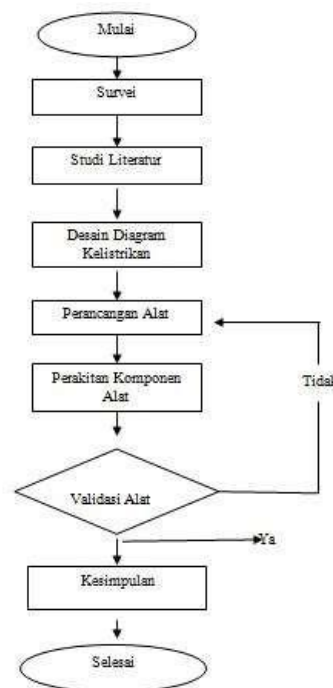 Mulai
Survei
Studi Literatur
Desain Diagram
Kelistrikan
Perancangan Alat
Perakitan Komponen
Alat
Tidak
Validasi Alat
Ya
Kesimpulan
Selesai